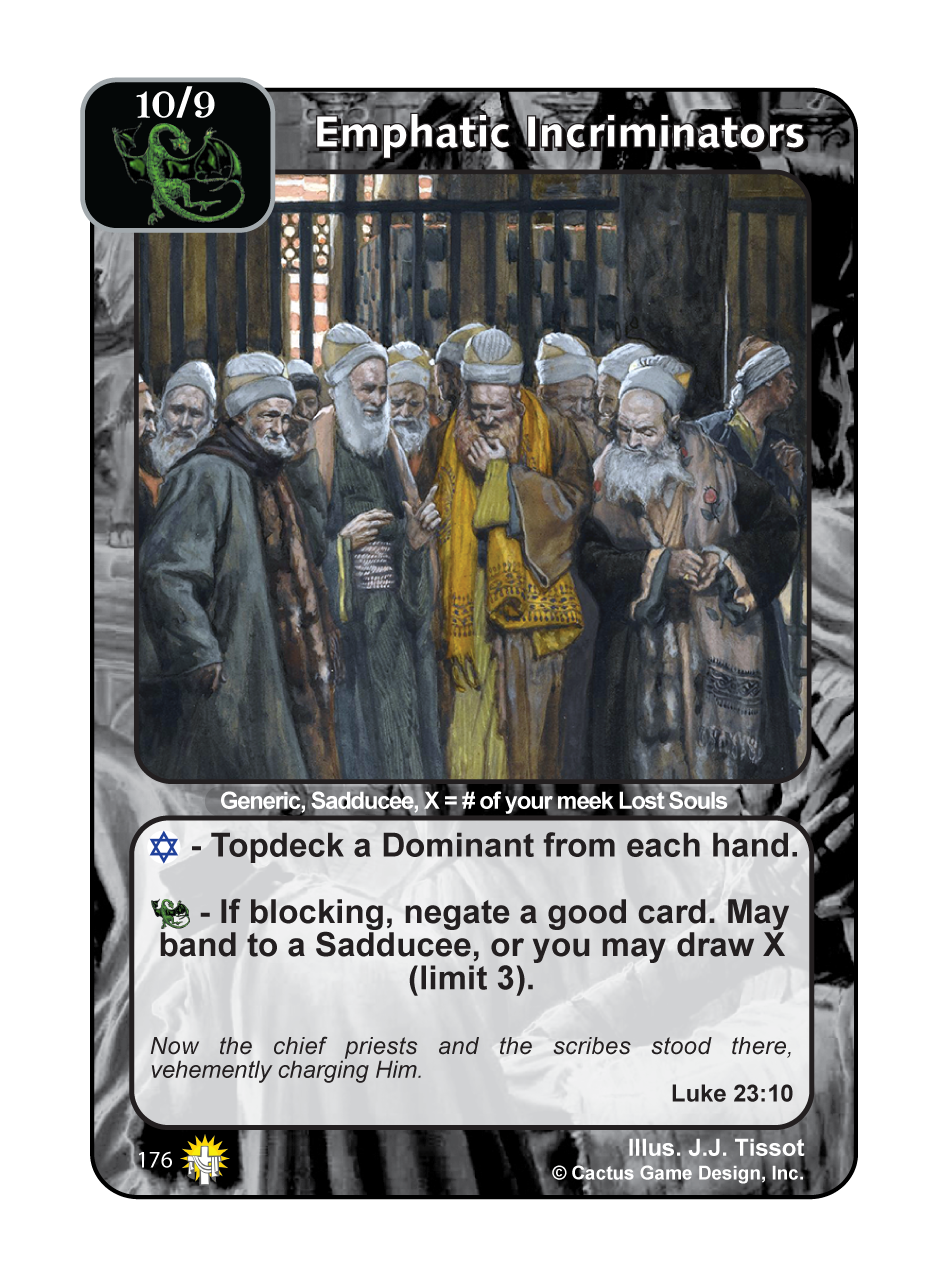 10/9
Emphatic Incriminators
Generic, Sadducee, X = # of your meek Lost Souls
- Topdeck a Dominant from each hand.
- If blocking, negate a good card. May
band to a Sadducee, or you may draw X
(limit 3).
Now the chief priests and the scribes stood there,
vehemently charging Him.
Luke 23:10
176
Illus. J.J. Tissot
© Cactus Game Design, Inc.